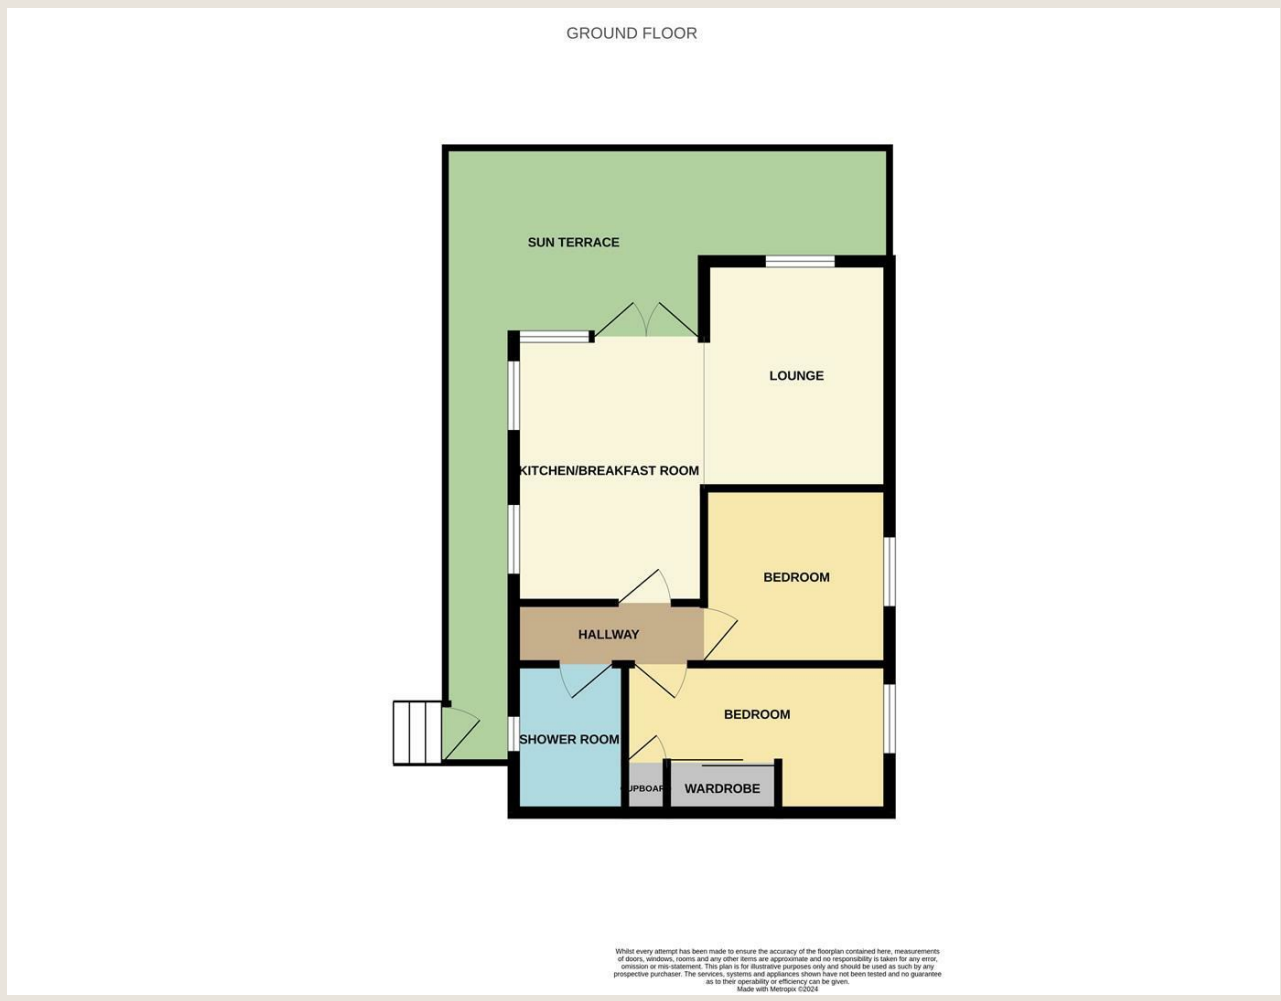 GROUND FLOOR
SUN TERRACE
LOUNGE
KITCHEN/BREAKFAST ROOM
BEDROOM
HALLWAY
BEDROOM
SHOWER ROOM
UPBOAR
WARDROBE
Whilst every attempt has been made to ensure the accuracy of the floorplan contained here, measurements
of doors, windows, rooms and any other items are approximate and no responsibility is taken for any error,
omission or mis-statement. This plan is for illustrative purposes only and should be used as such by any
prospective purchaser. The services, systems and appliances shown have not been tested and no guarantee
as to their operability or efficiency can be given.
Made with Metropix ©2024